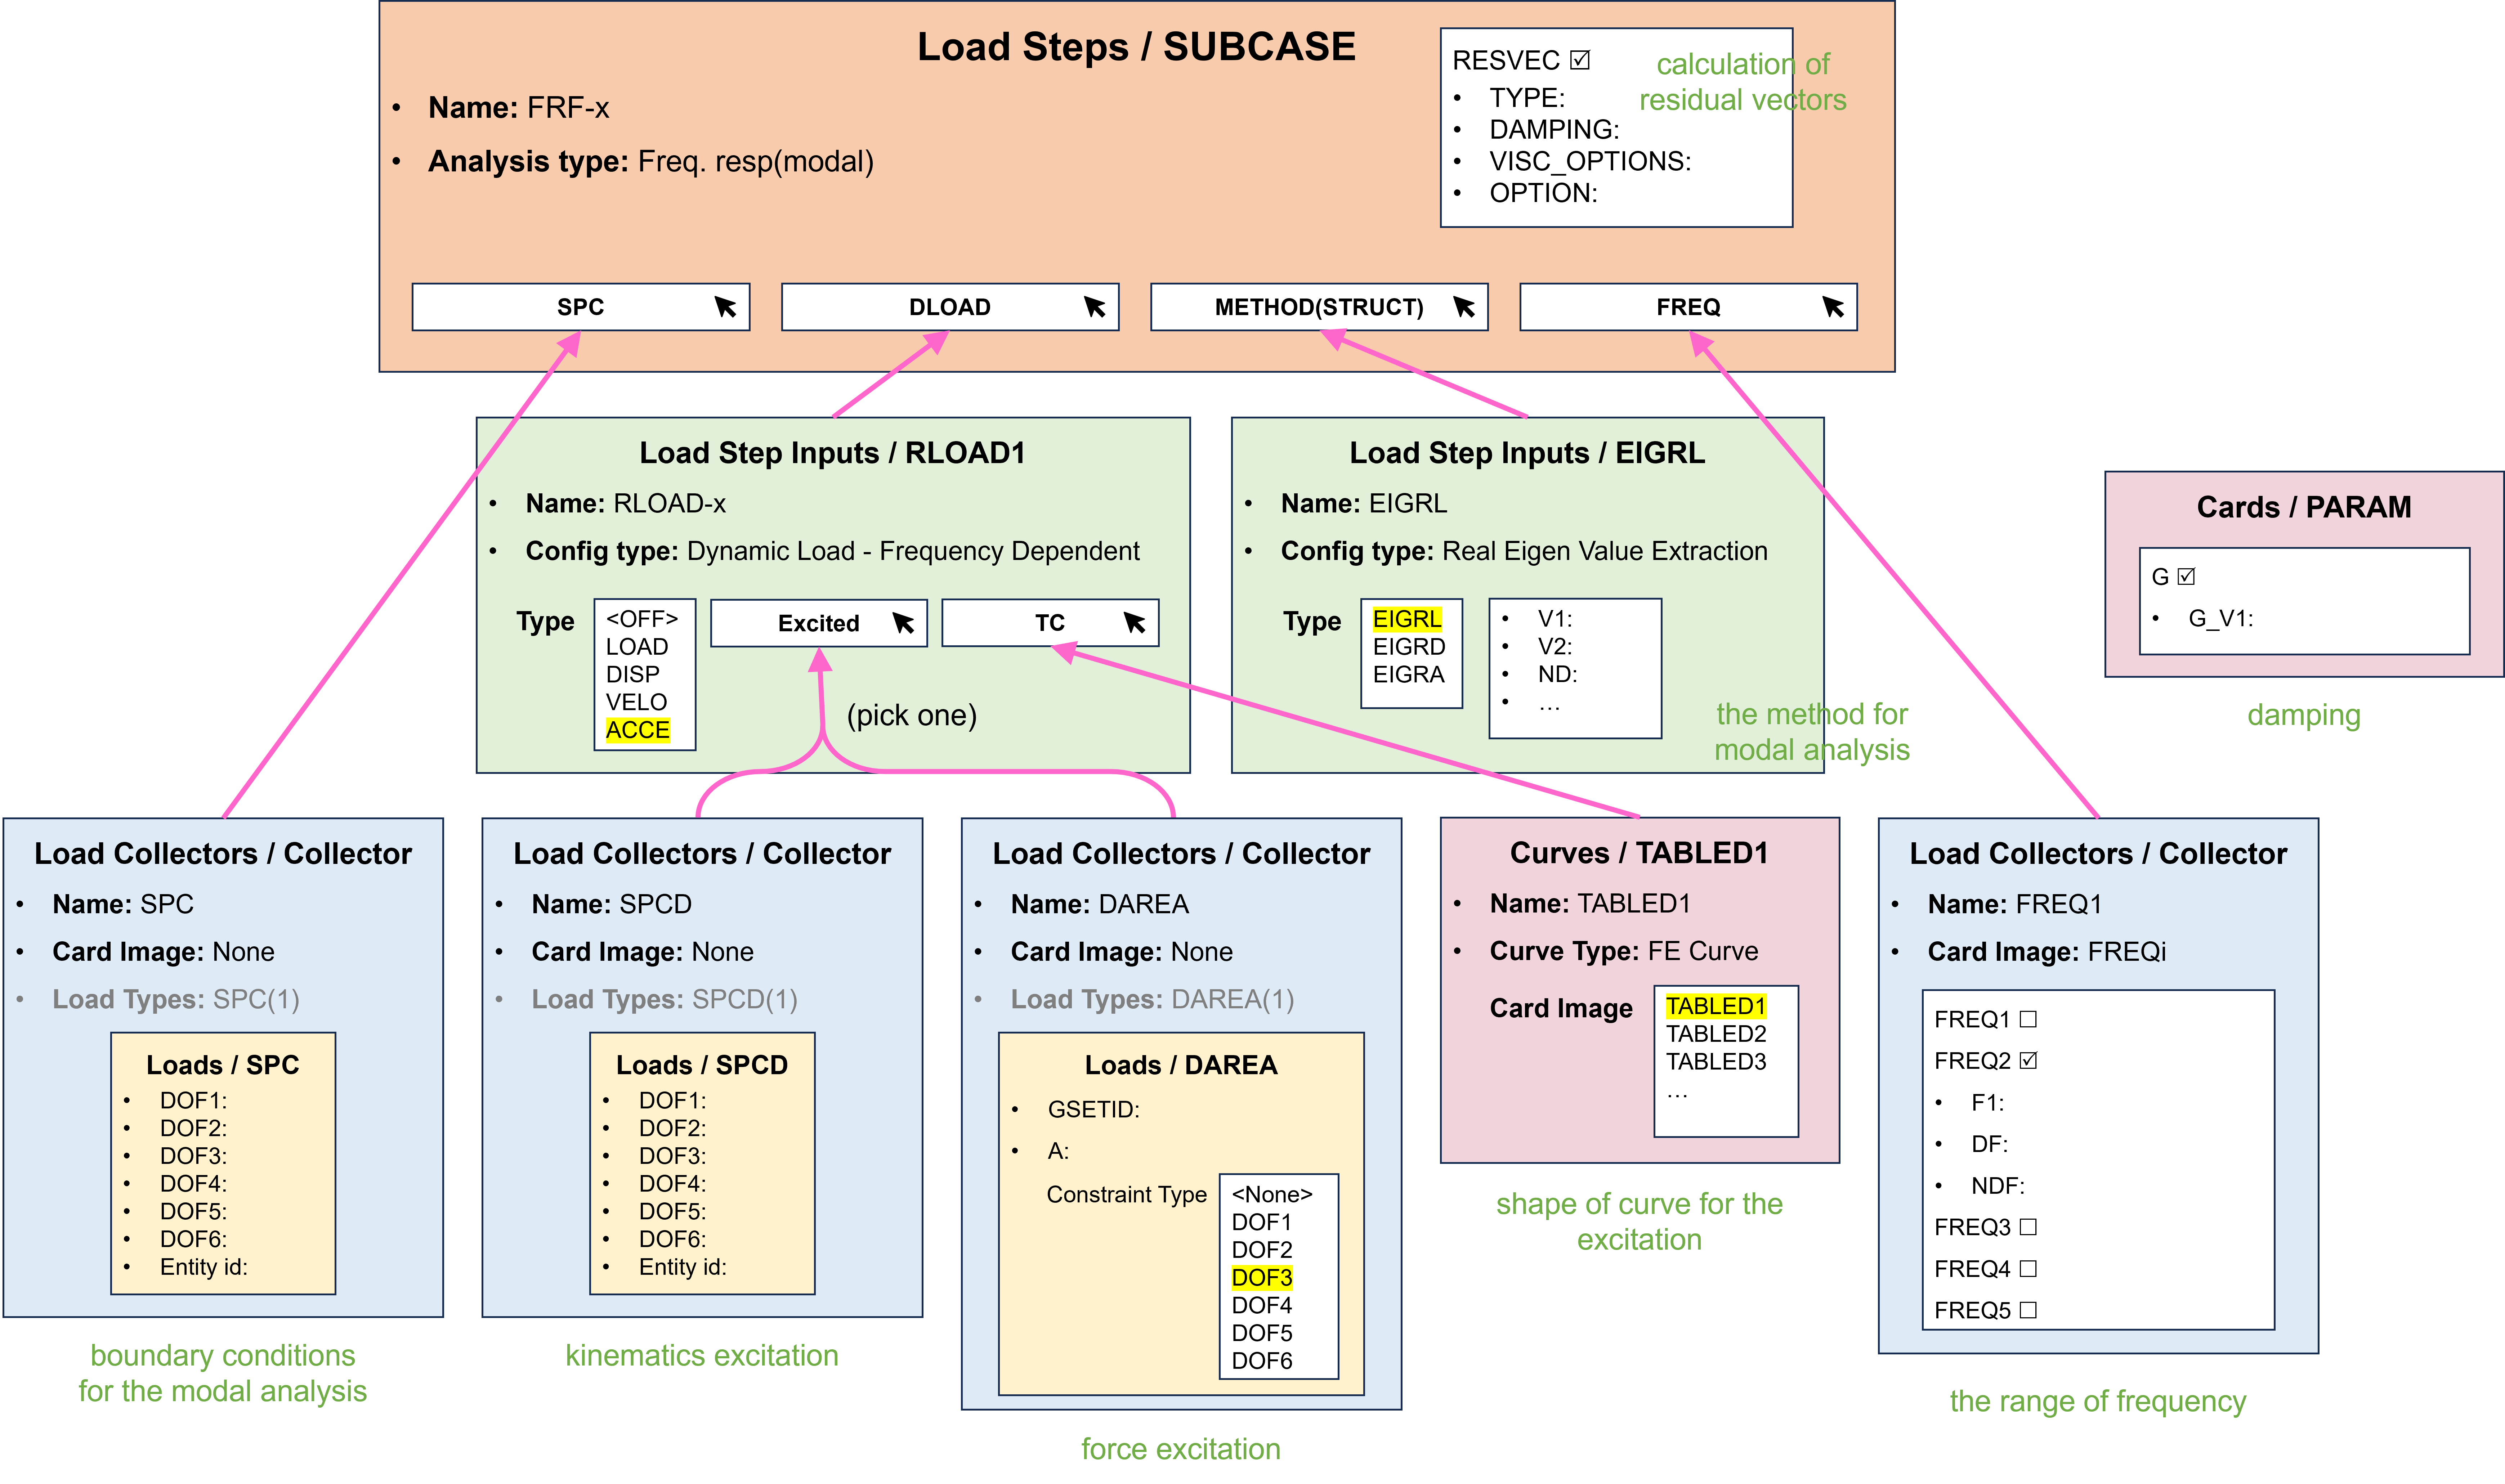 Load Steps / SUBCASE
• Name: FRF-x
• Analysis type: Freq. resp(modal)
RESVEC ☑
• TYPE:
• DAMPING:
• VISC_OPTIONS:
• OPTION:
calculation of
residual vectors
SPC
DLOAD
METHOD(STRUCT)
FREQ
Load Step Inputs / RLOAD1
• Name: RLOAD-x
• Config type: Dynamic Load - Frequency Dependent
Type
<OFF>
LOAD
DISP
VELO
ACCE
Excited
TC
(pick one)
Load Step Inputs / EIGRL
• Name: EIGRL
• Config type: Real Eigen Value Extraction
Type
EIGRL
EIGRD
EIGRA
• V1:
• V2:
• ND:
• …
the method for
modal analysis
Cards / PARAM
G ☑
• G_V1:
damping
Load Collectors / Collector
• Name: SPC
• Card Image: None
• Load Types: SPC(1)
Loads / SPC
• DOF1:
• DOF2:
• DOF3:
• DOF4:
• DOF5:
• DOF6:
• Entity id:
boundary conditions
for the modal analysis
Load Collectors / Collector
• Name: SPCD
• Card Image: None
• Load Types: SPCD(1)
Loads / SPCD
• DOF1:
• DOF2:
• DOF3:
• DOF4:
• DOF5:
• DOF6:
• Entity id:
kinematics excitation
Load Collectors / Collector
• Name: DAREA
• Card Image: None
• Load Types: DAREA(1)
Loads / DAREA
• GSETID:
• A:
Constraint Type
<None>
DOF1
DOF2
DOF3
DOF4
DOF5
DOF6
force excitation
Curves / TABLED1
• Name: TABLED1
• Curve Type: FE Curve
Card Image
TABLED1
TABLED2
TABLED3
…
shape of curve for the
excitation
Load Collectors / Collector
• Name: FREQ1
• Card Image: FREQi
FREQ1 ☐
FREQ2 ☑
• F1:
• DF:
• NDF:
FREQ3 ☐
FREQ4 ☐
FREQ5 ☐
the range of frequency